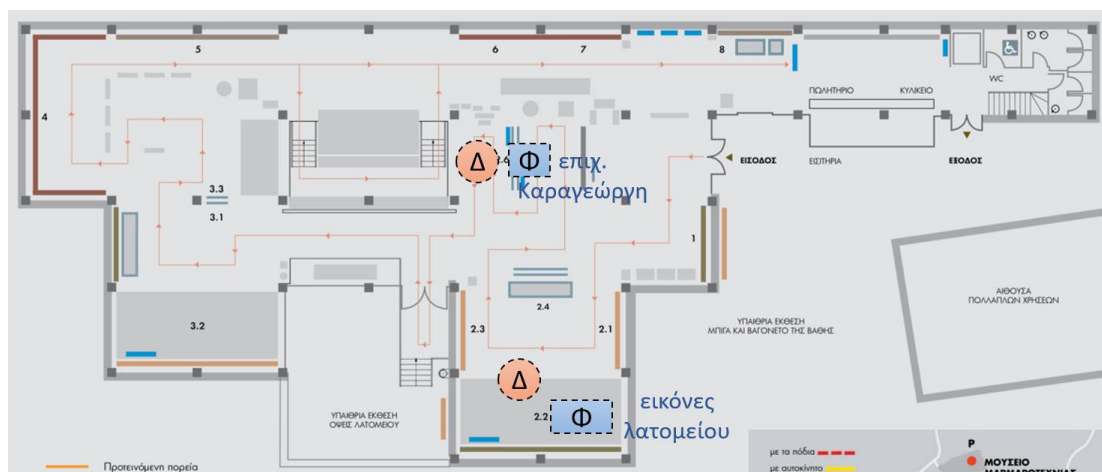 5
6
7
8
4
WC
ΠΩΛΗΤΗΡΙΟ
ΚΥΛΙΚΕΙΟ
Δ
Φ
επιχ.
Καραγεώργη
ΕΙΣΟΔΟΣ
ΕΙΣΙΤΗΡΙΑ
ΕΞΟΔΟΣ
3.3
3.1
1
2.4
ΑΙΘΟΥΣΑ
ΠΟΛΛΑΠΛΩΝ ΧΡΗΣΕΩΝ
3.2
2.3
2.1
ΥΠΑΙΘΡΙΑ ΕΚΘΕΣΗ
ΜΠΙΓΑ ΚΑΙ ΒΑΓΟΝΕΤΟ ΤΗΣ ΒΑΘΗΣ
Δ
2.2
Φ
εικόνες
λατομείου
ΥΠΑΙΘΡΙΑ ΕΚΘΕΣΗ
ΟΨΕΙΣ ΛΑΤΟΜΕΙΟΥ
Προτεινόμενη πορεία
με τα πόδια
με αυτοκίνητο
P
ΜΟΥΣΕΙΟ
ΜΑΡΜΑΡΟΤΕΧΝΙΑΣ